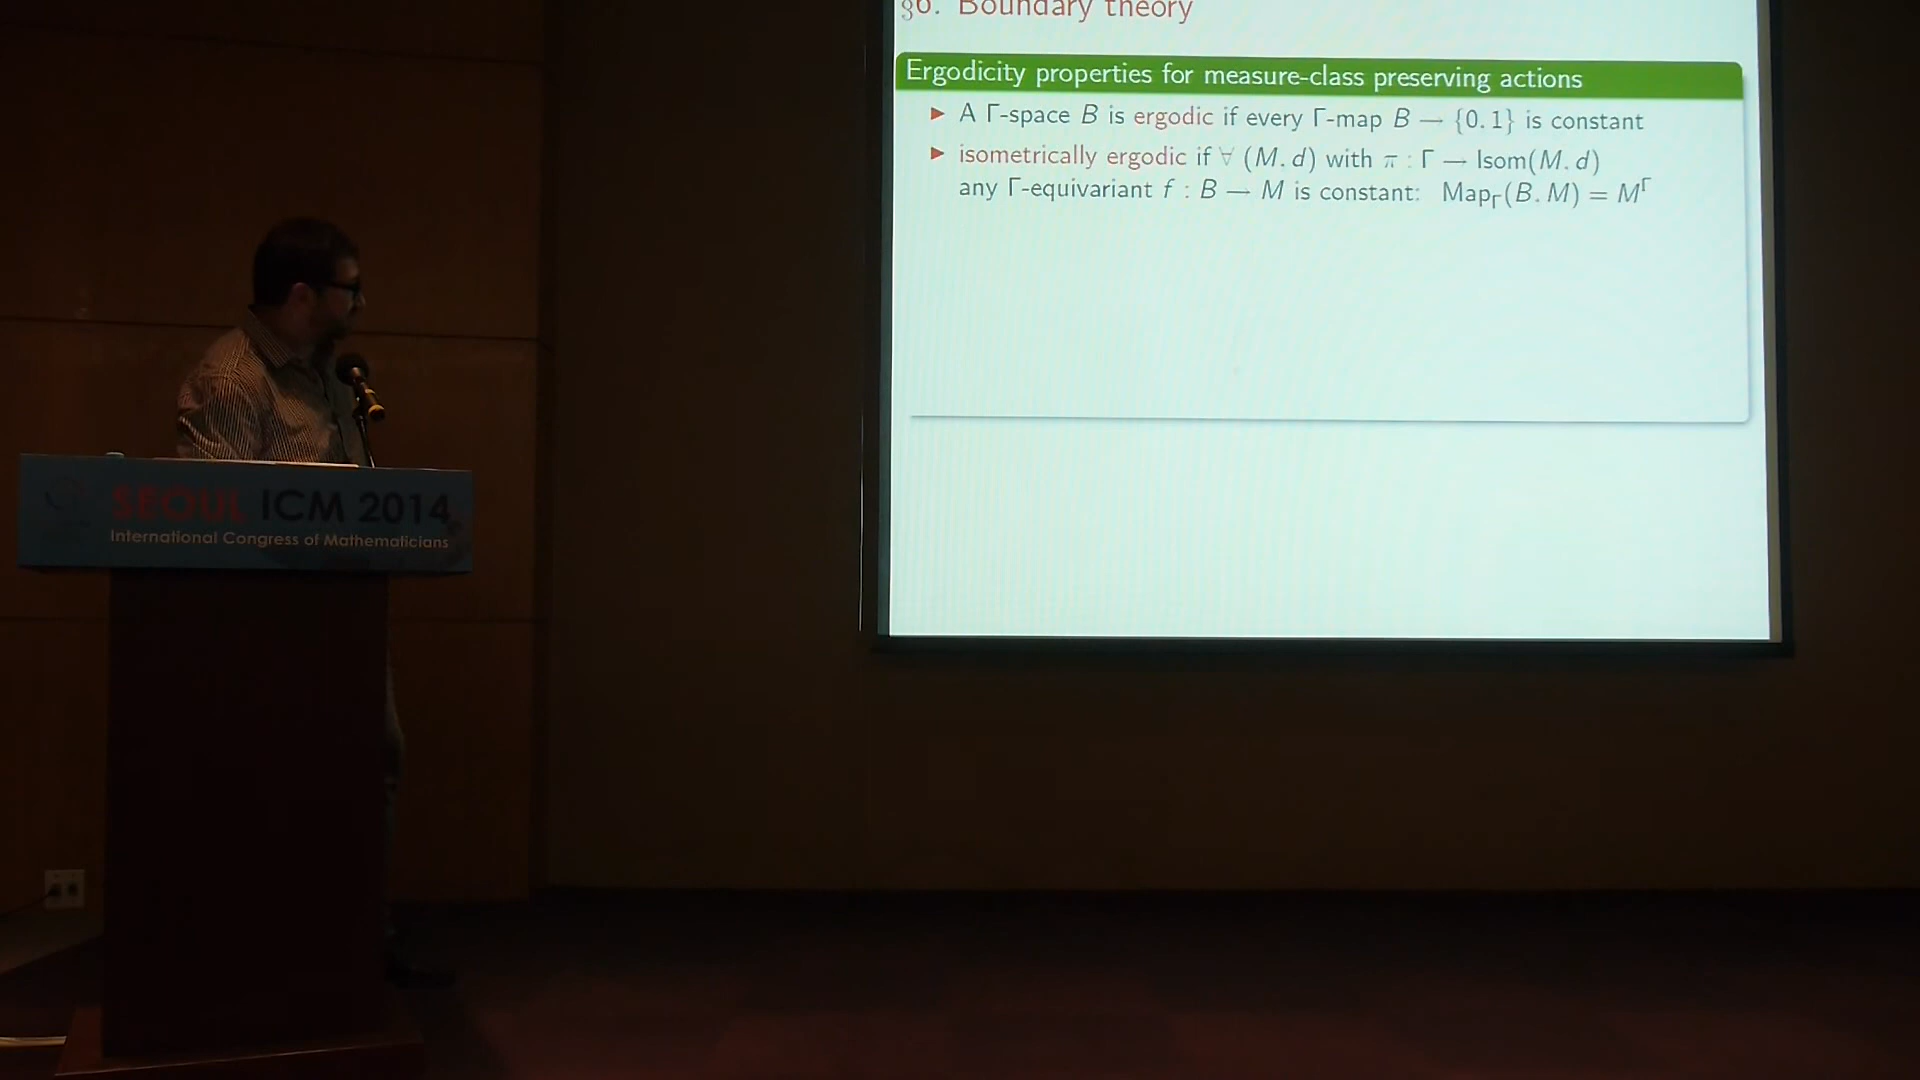 §6. Boundary theory
Ergodicity properties for measure-class preserving actions
▶ A Γ-space B is ergodic if every Γ-map B → {0, 1} is constant
▶ isometrically ergodic if ∀ (M, d) with π : Γ → Isom(M, d)
any Γ-equivariant f : B → M is constant: Map_Γ(B, M) = M^Γ
SEOUL ICM 2014
International Congress of Mathematicians